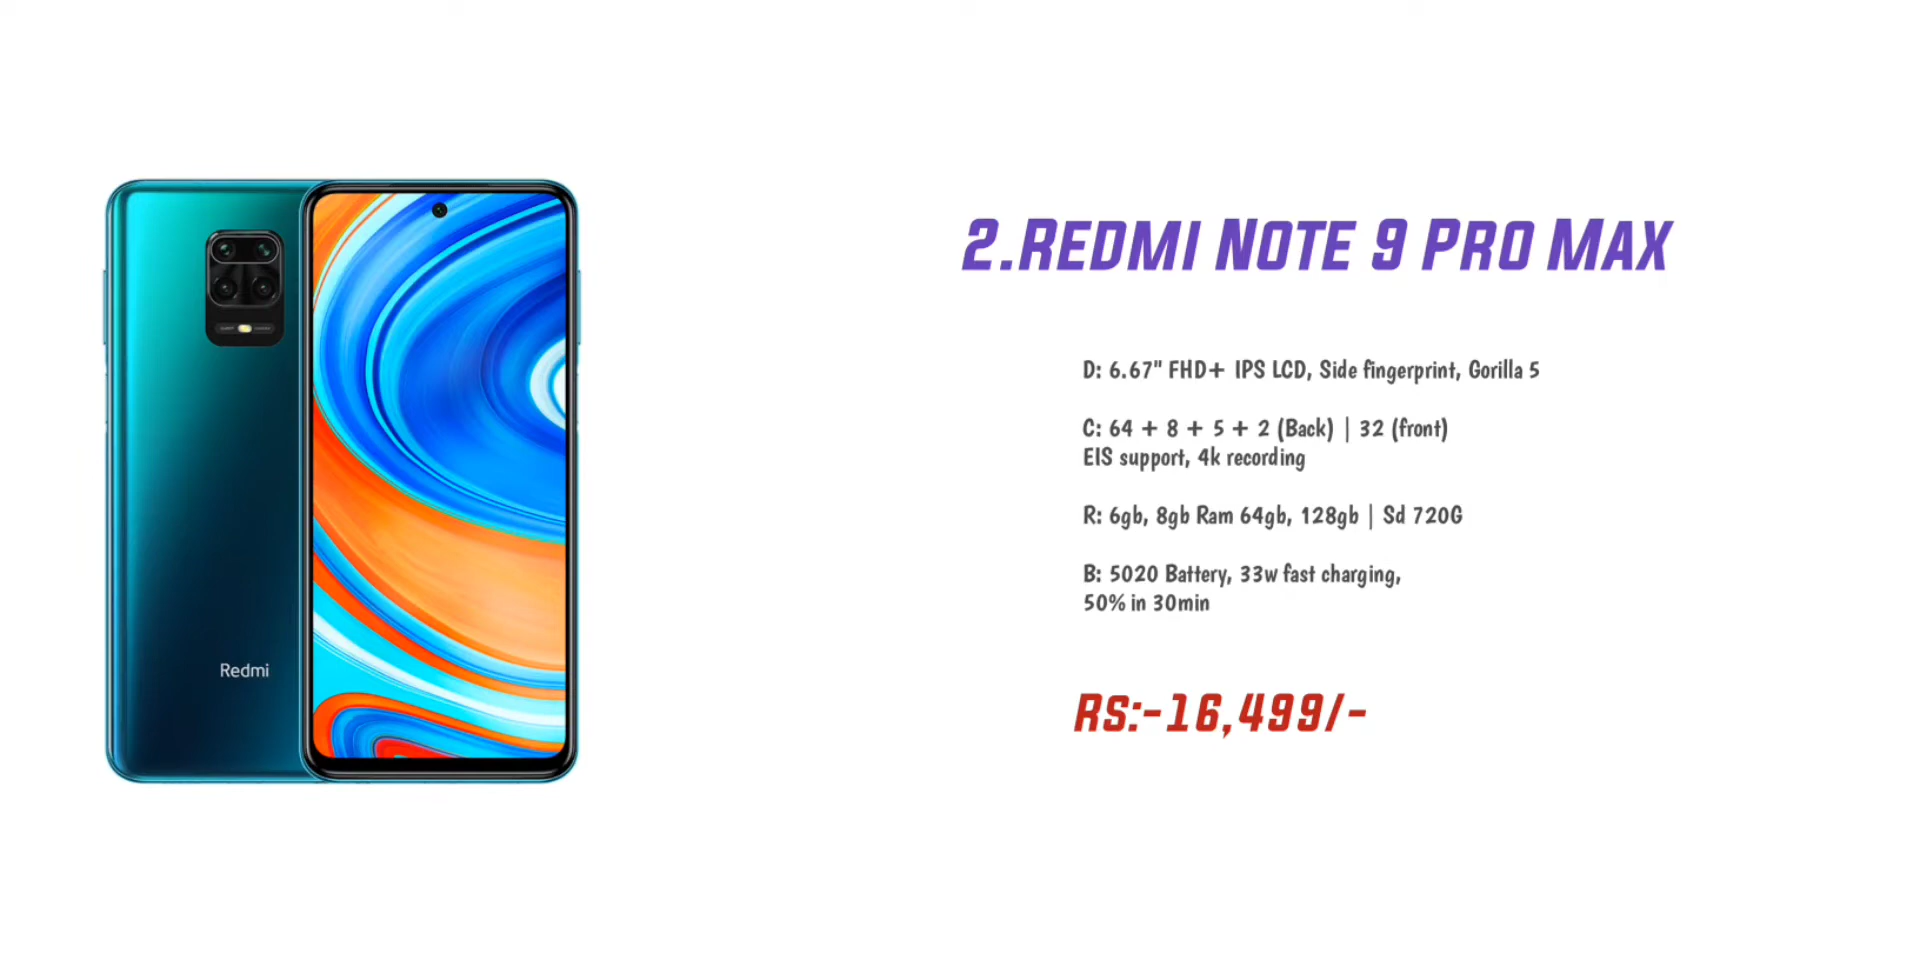 2.Redmi Note 9 Pro Max
D: 6.67" FHD+ IPS LCD, Side fingerprint, Gorilla 5
C: 64 + 8 + 5 + 2 (Back) | 32 (front)
EIS support, 4k recording
R: 6gb, 8gb Ram 64gb, 128gb | Sd 720G
B: 5020 Battery, 33w fast charging,
50% in 30min
Rs:-16,499/-
Redmi